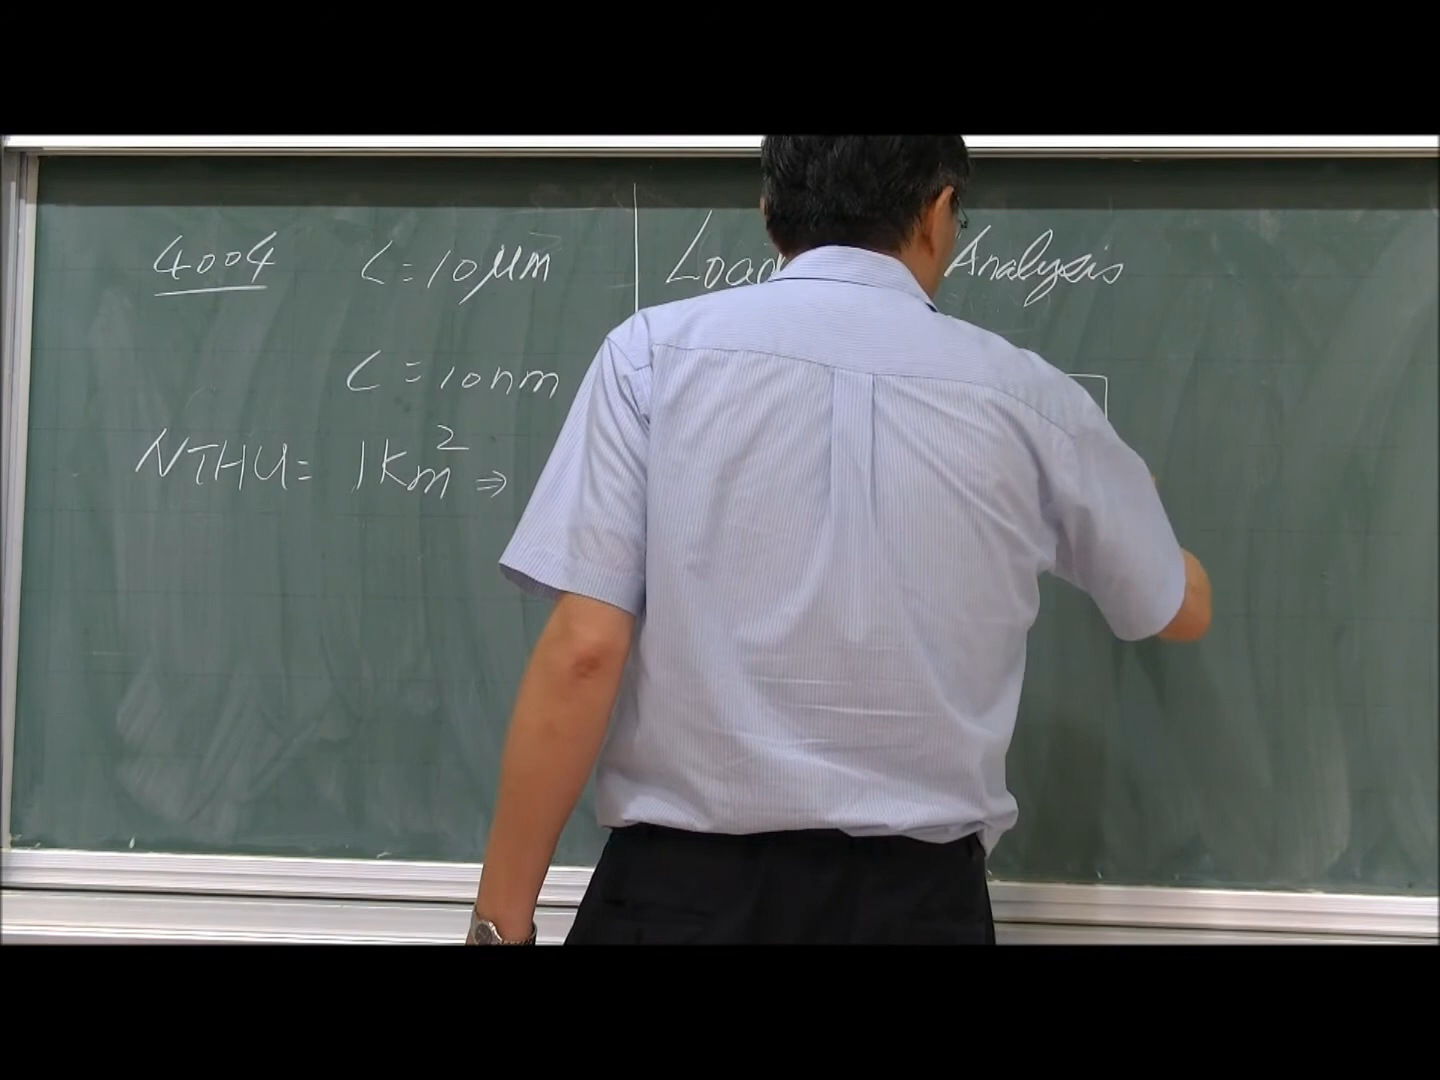 4004 L=10μm
L=10nm
NTHU= 1Km² ⇒
Load Analysis